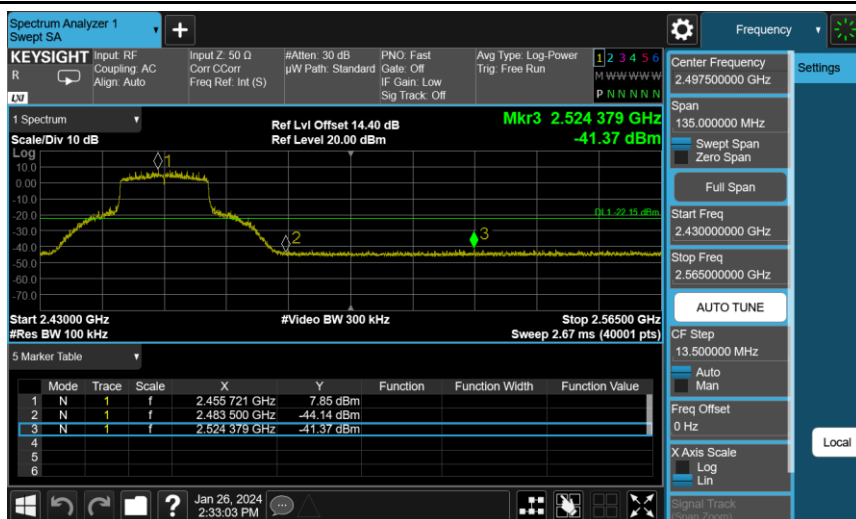 Spectrum Analyzer 1
Swept SA
+
Frequency
KEYSIGHT
R
LXI
Input: RF
Coupling: AC
Align: Auto
Input Z: 50 Ω
Corr CCorr
Freq Ref: Int (S)
#Atten: 30 dB
µW Path: Standard
PNO: Fast
Gate: Off
IF Gain: Low
Sig Track: Off
Avg Type: Log-Power
Trig: Free Run
1 2 3 4 5 6
M W W W W W
P N N N N N
1 Spectrum
Scale/Div 10 dB
Ref Lvl Offset 14.40 dB
Ref Level 20.00 dBm
Mkr3 2.524 379 GHz
-41.37 dBm
Log
10.0
0.00
-10.0
-20.0
-30.0
-40.0
-50.0
-60.0
-70.0
1
2
3
DL1 -22.15 dBm
Start 2.43000 GHz
#Res BW 100 kHz
#Video BW 300 kHz
Stop 2.56500 GHz
Sweep 2.67 ms (40001 pts)
5 Marker Table
Mode Trace Scale X Y Function Function Width Function Value
1 N 1 f 2.455 721 GHz 7.85 dBm
2 N 1 f 2.483 500 GHz -44.14 dBm
3 N 1 f 2.524 379 GHz -41.37 dBm
4
5
6
?
Jan 26, 2024
2:33:03 PM
Center Frequency
2.497500000 GHz
Span
135.000000 MHz
Swept Span
Zero Span
Full Span
Start Freq
2.430000000 GHz
Stop Freq
2.565000000 GHz
AUTO TUNE
CF Step
13.500000 MHz
Auto
Man
Freq Offset
0 Hz
X Axis Scale
Log
Lin
Signal Track
(Span Zoom)
Settings
Local